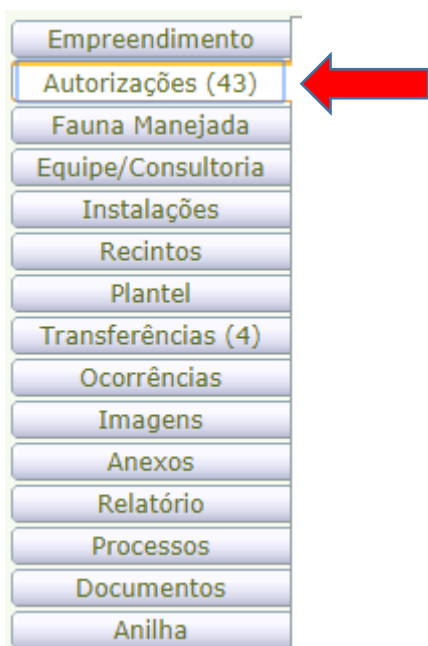 Empreendimento
Autorizações (43)
Fauna Manejada
Equipe/Consultoria
Instalações
Recintos
Plantel
Transferências (4)
Ocorrências
Imagens
Anexos
Relatório
Processos
Documentos
Anilha